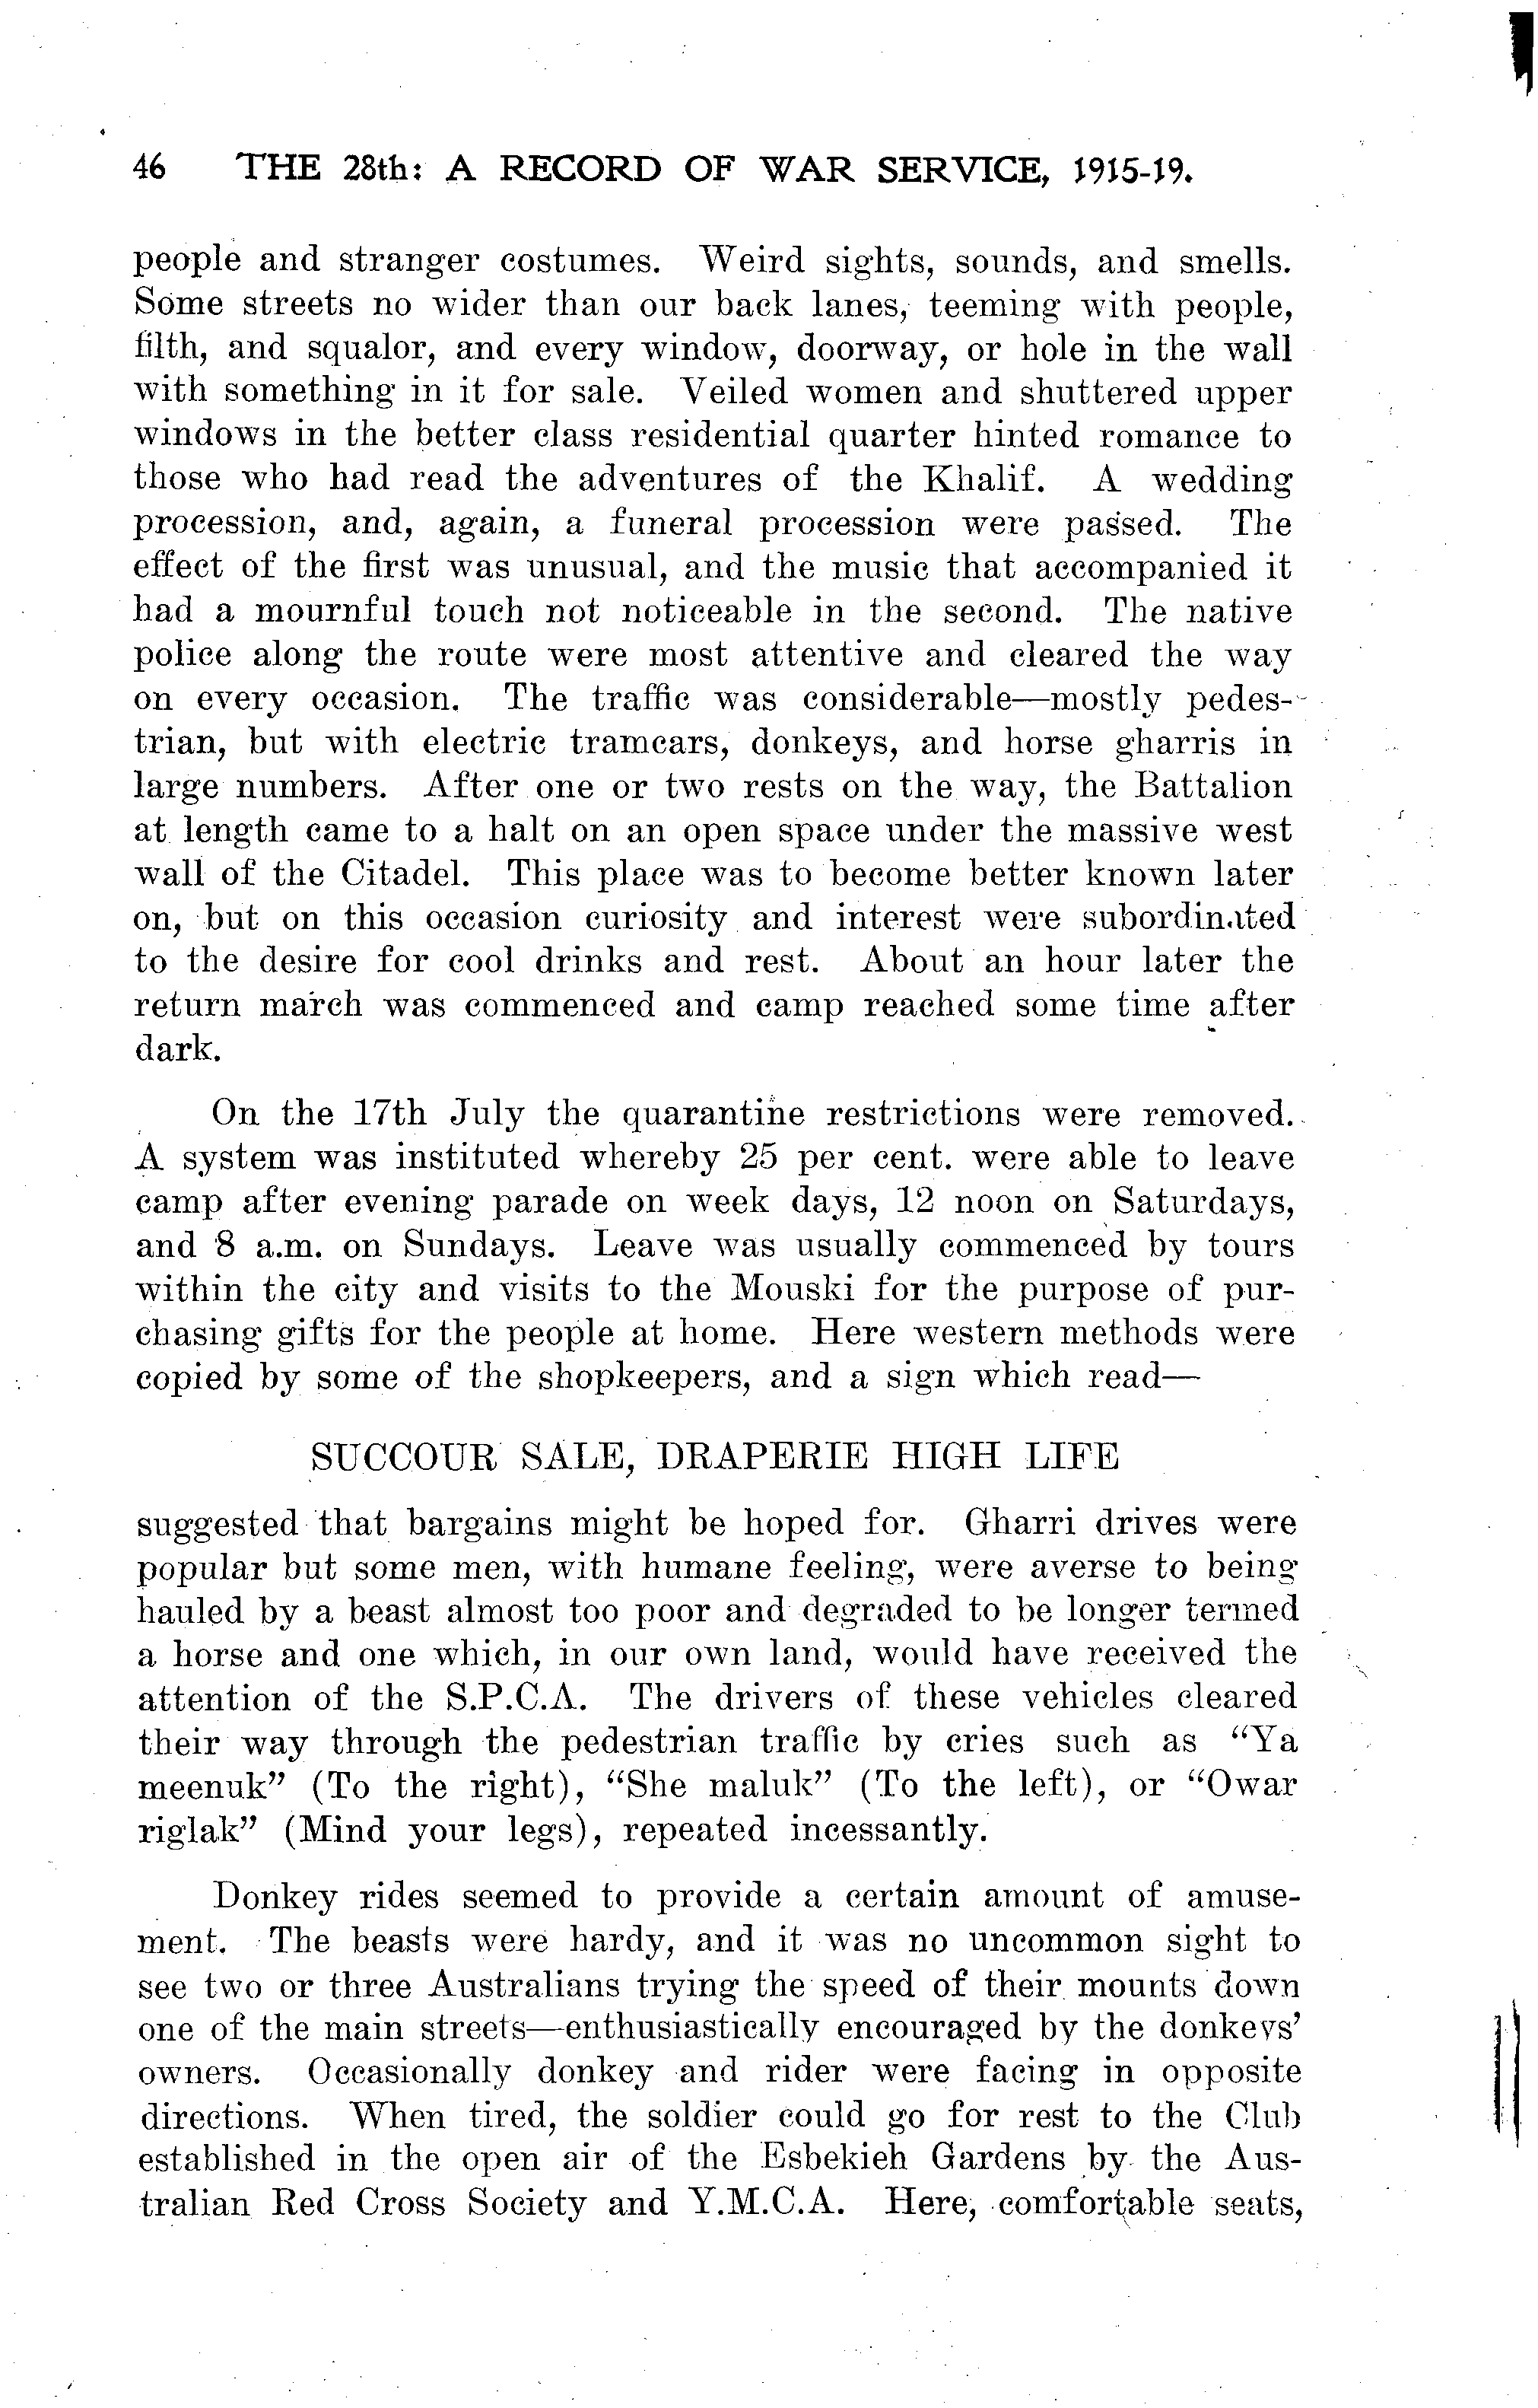 46 THE 28th: A RECORD OF WAR SERVICE, 1915-19.
people and stranger costumes. Weird sights, sounds, and smells.
Some streets no wider than our back lanes, teeming with people,
filth, and squalor, and every window, doorway, or hole in the wall
with something in it for sale. Veiled women and shuttered upper
windows in the better class residential quarter hinted romance to
those who had read the adventures of the Khalif. A wedding
procession, and, again, a funeral procession were passed. The
effect of the first was unusual, and the music that accompanied it
had a mournful touch not noticeable in the second. The native
police along the route were most attentive and cleared the way
on every occasion. The traffic was considerable—mostly pedes-
trian, but with electric tramcars, donkeys, and horse gharris in
large numbers. After one or two rests on the way, the Battalion
at length came to a halt on an open space under the massive west
wall of the Citadel. This place was to become better known later
on, but on this occasion curiosity and interest were subordinated
to the desire for cool drinks and rest. About an hour later the
return march was commenced and camp reached some time after
dark.
On the 17th July the quarantine restrictions were removed.
A system was instituted whereby 25 per cent. were able to leave
camp after evening parade on week days, 12 noon on Saturdays,
and 8 a.m. on Sundays. Leave was usually commenced by tours
within the city and visits to the Mouski for the purpose of pur-
chasing gifts for the people at home. Here western methods were
copied by some of the shopkeepers, and a sign which read—
SUCCOUR SALE, DRAPERIE HIGH LIFE
suggested that bargains might be hoped for. Gharri drives were
popular but some men, with humane feeling, were averse to being
hauled by a beast almost too poor and degraded to be longer termed
a horse and one which, in our own land, would have received the
attention of the S.P.C.A. The drivers of these vehicles cleared
their way through the pedestrian traffic by cries such as "Ya
meenuk" (To the right), "She maluk" (To the left), or "Owar
riglak" (Mind your legs), repeated incessantly.
Donkey rides seemed to provide a certain amount of amuse-
ment. The beasts were hardy, and it was no uncommon sight to
see two or three Australians trying the speed of their mounts down
one of the main streets—enthusiastically encouraged by the donkeys'
owners. Occasionally donkey and rider were facing in opposite
directions. When tired, the soldier could go for rest to the Club
established in the open air of the Esbekieh Gardens by the Aus-
tralian Red Cross Society and Y.M.C.A. Here, comfortable seats,